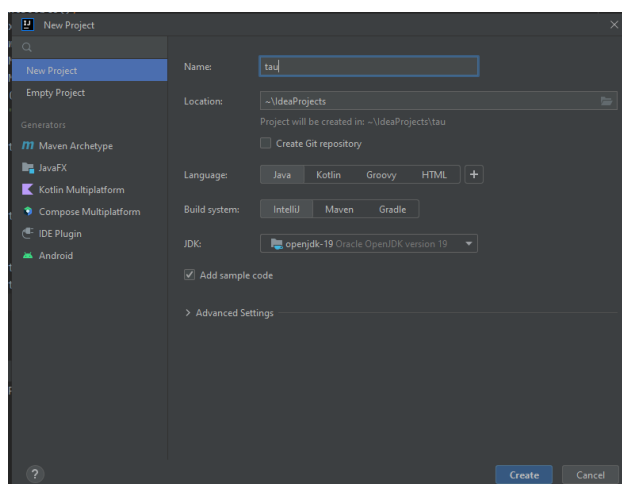 New Project
New Project
Empty Project
Generators
Maven Archetype
JavaFX
Kotlin Multiplatform
Compose Multiplatform
IDE Plugin
Android
Name: tau
Location: ~\IdeaProjects
Project will be created in: ~\IdeaProjects\tau
Create Git repository
Language: Java Kotlin Groovy HTML +
Build system: IntelliJ Maven Gradle
JDK: openjdk-19 Oracle OpenJDK version 19
Add sample code
> Advanced Settings
? Create Cancel